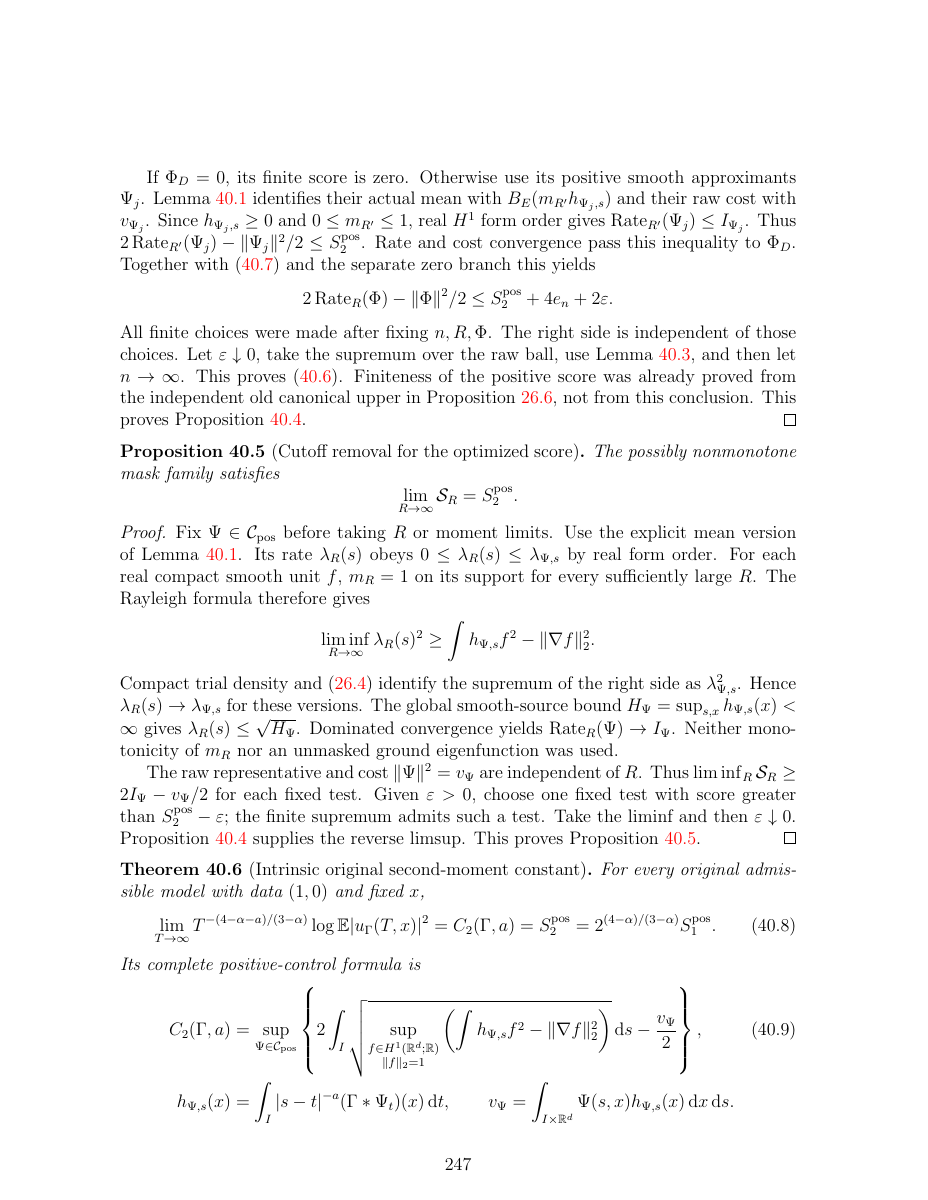 If Φ_D = 0, its finite score is zero. Otherwise use its positive smooth approximants
Ψ_j. Lemma 40.1 identifies their actual mean with B_E(m_{R′}h_{Ψ_j,s}) and their raw cost with
v_{Ψ_j}. Since h_{Ψ_j,s} ≥ 0 and 0 ≤ m_{R′} ≤ 1, real H¹ form order gives Rate_{R′}(Ψ_j) ≤ I_{Ψ_j}. Thus
2 Rate_{R′}(Ψ_j) − ‖Ψ_j‖²/2 ≤ S₂^{pos}. Rate and cost convergence pass this inequality to Φ_D.
Together with (40.7) and the separate zero branch this yields
2 Rate_R(Φ) − ‖Φ‖²/2 ≤ S₂^{pos} + 4e_n + 2ε.
All finite choices were made after fixing n, R, Φ. The right side is independent of those
choices. Let ε ↓ 0, take the supremum over the raw ball, use Lemma 40.3, and then let
n → ∞. This proves (40.6). Finiteness of the positive score was already proved from
the independent old canonical upper in Proposition 26.6, not from this conclusion. This
proves Proposition 40.4. □
Proposition 40.5 (Cutoff removal for the optimized score). The possibly nonmonotone
mask family satisfies
lim_{R→∞} 𝒮_R = S₂^{pos}.
Proof. Fix Ψ ∈ 𝒞_{pos} before taking R or moment limits. Use the explicit mean version
of Lemma 40.1. Its rate λ_R(s) obeys 0 ≤ λ_R(s) ≤ λ_{Ψ,s} by real form order. For each
real compact smooth unit f, m_R = 1 on its support for every sufficiently large R. The
Rayleigh formula therefore gives
lim inf_{R→∞} λ_R(s)² ≥ ∫ h_{Ψ,s}f² − ‖∇f‖₂².
Compact trial density and (26.4) identify the supremum of the right side as λ²_{Ψ,s}. Hence
λ_R(s) → λ_{Ψ,s} for these versions. The global smooth-source bound H_Ψ = sup_{s,x} h_{Ψ,s}(x) <
∞ gives λ_R(s) ≤ √H_Ψ. Dominated convergence yields Rate_R(Ψ) → I_Ψ. Neither mono-
tonicity of m_R nor an unmasked ground eigenfunction was used.
The raw representative and cost ‖Ψ‖² = v_Ψ are independent of R. Thus lim inf_R 𝒮_R ≥
2I_Ψ − v_Ψ/2 for each fixed test. Given ε > 0, choose one fixed test with score greater
than S₂^{pos} − ε; the finite supremum admits such a test. Take the liminf and then ε ↓ 0.
Proposition 40.4 supplies the reverse limsup. This proves Proposition 40.5. □
Theorem 40.6 (Intrinsic original second-moment constant). For every original admis-
sible model with data (1, 0) and fixed x,
lim_{T→∞} T^{−(4−α−a)/(3−α)} log 𝔼|u_Γ(T, x)|² = C₂(Γ, a) = S₂^{pos} = 2^{(4−α)/(3−α)} S₁^{pos}. (40.8)
Its complete positive-control formula is
C₂(Γ, a) = sup_{Ψ∈𝒞_{pos}} { 2 ∫_I √( sup_{f∈H¹(ℝ^d;ℝ) ‖f‖₂=1} ( ∫ h_{Ψ,s}f² − ‖∇f‖₂² ) ) ds − v_Ψ/2 }, (40.9)
h_{Ψ,s}(x) = ∫_I |s − t|^{−a}(Γ ∗ Ψ_t)(x) dt, v_Ψ = ∫_{I×ℝ^d} Ψ(s, x)h_{Ψ,s}(x) dx ds.
247